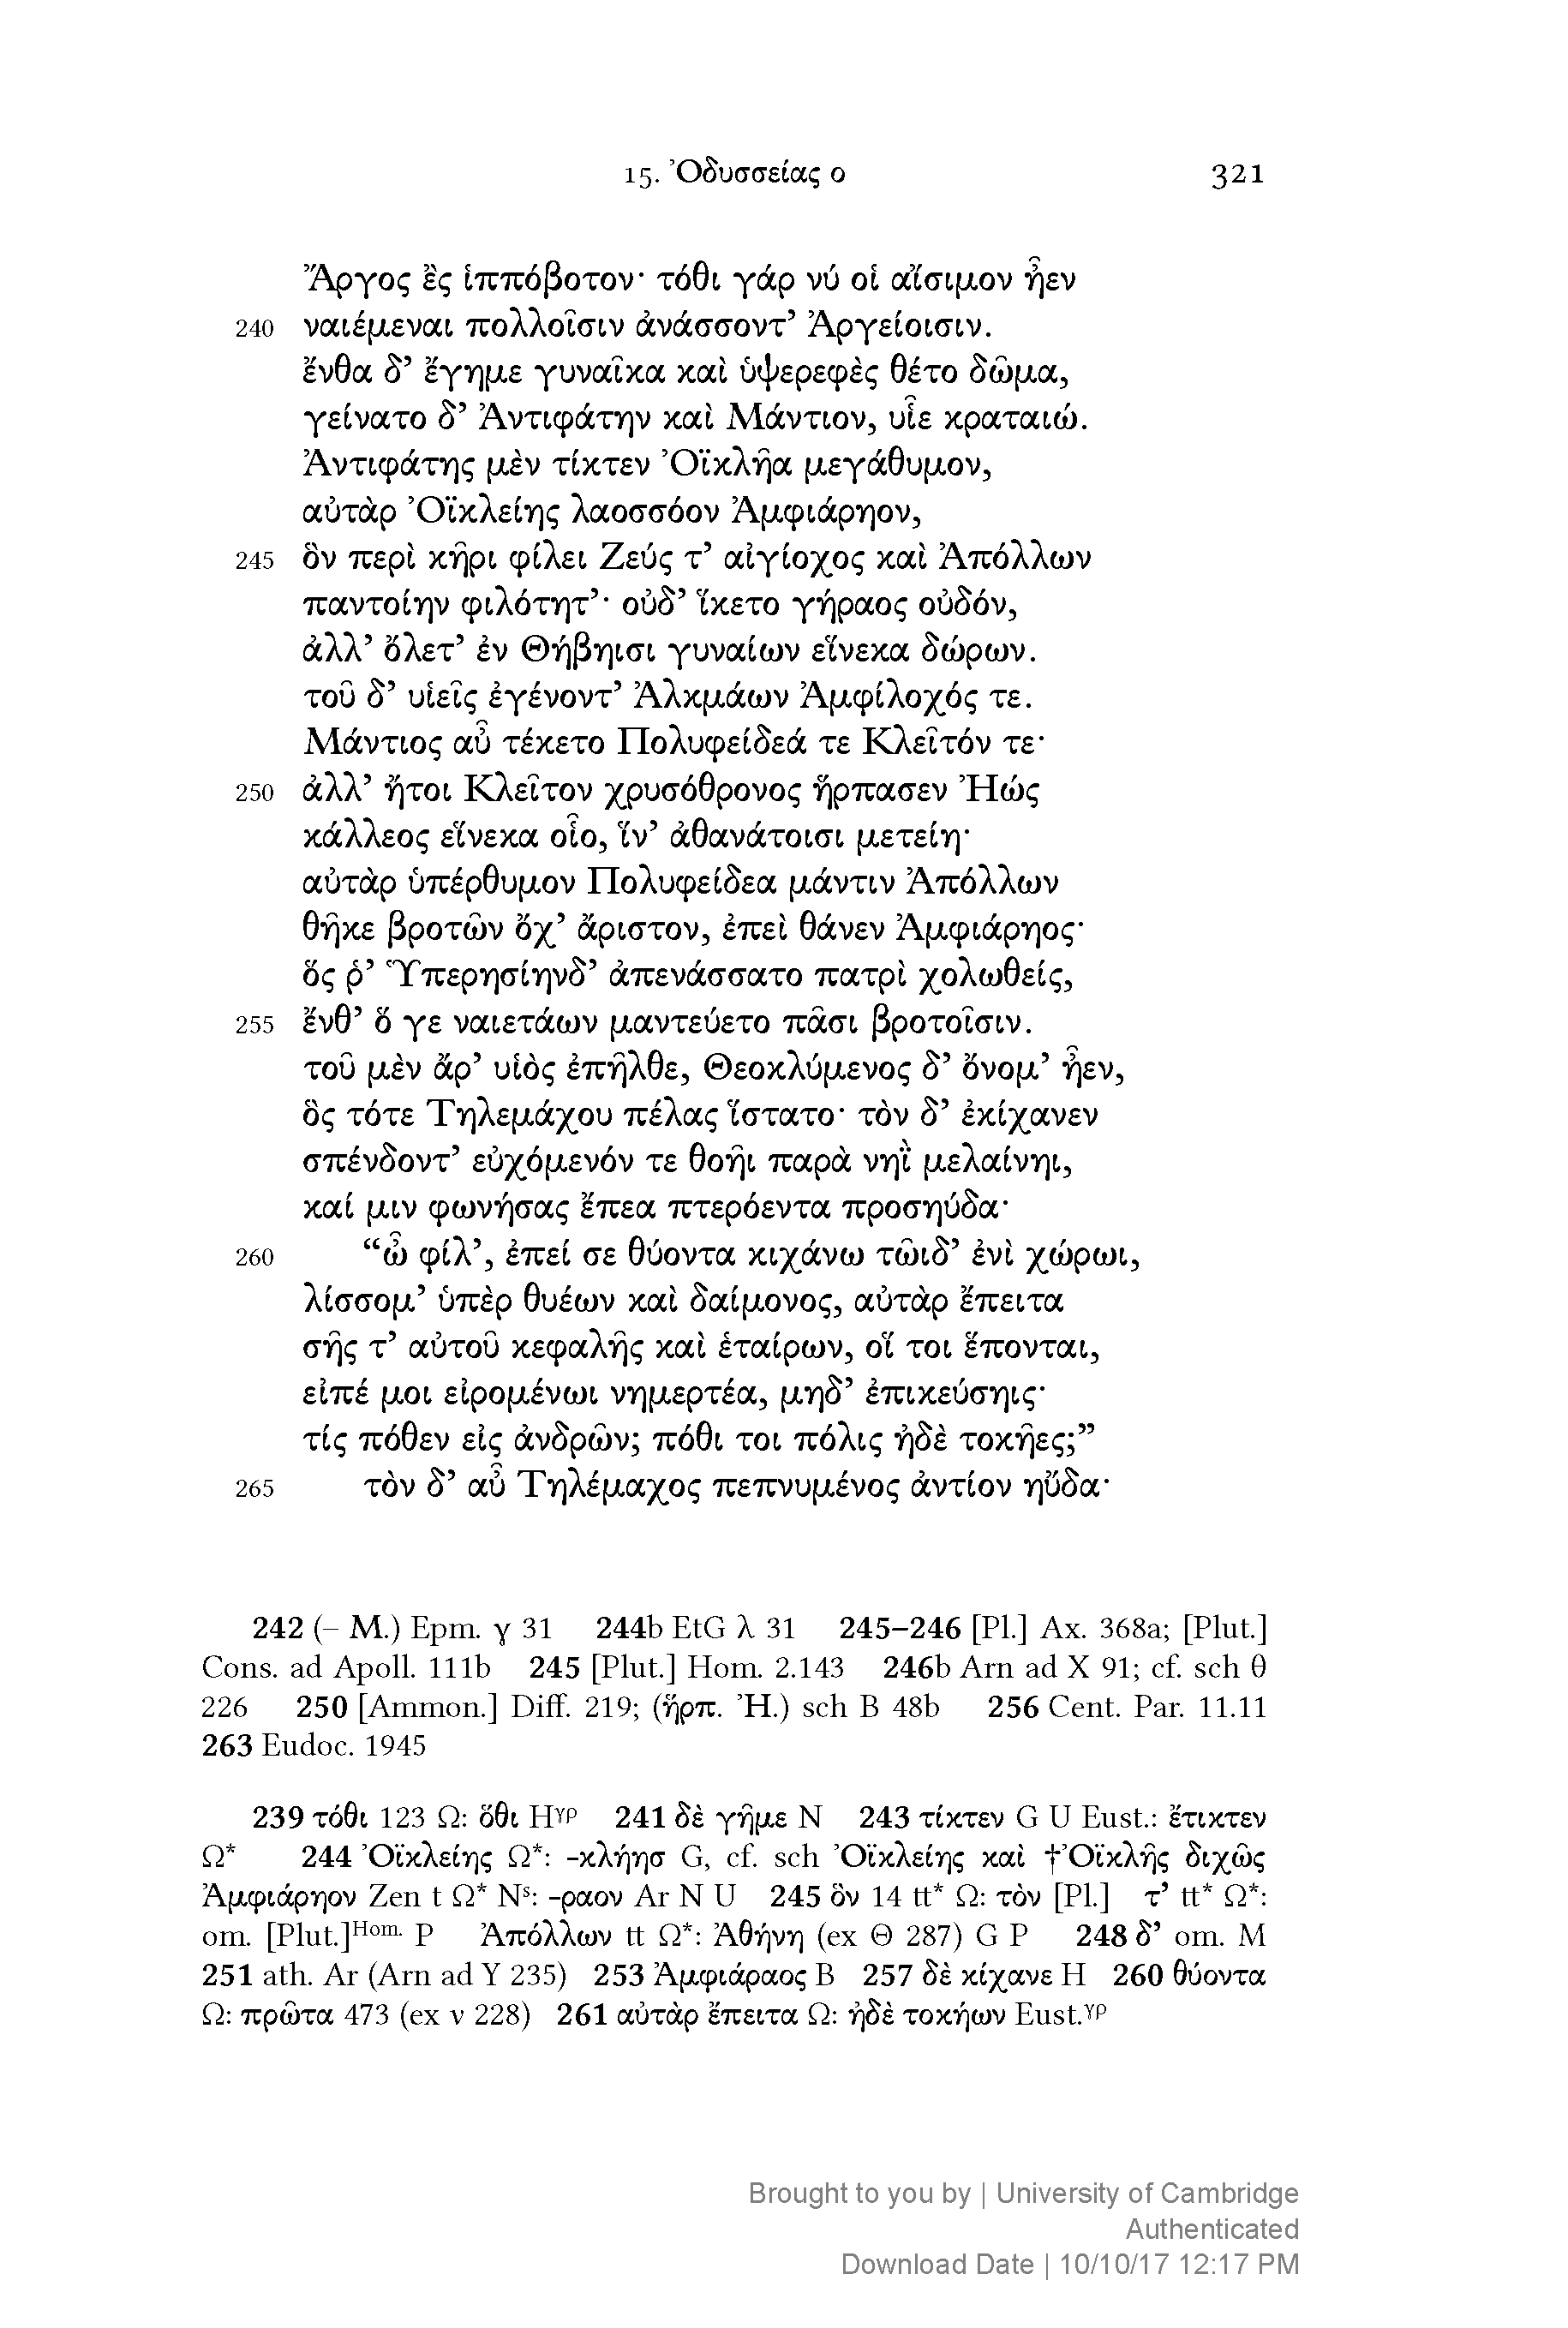 15. Ὀδυσσείας ο 321
Ἄργος ἒς ἱππόβοτον· τόθι γάρ νύ οἱ αἴσιμον ἦεν
240 ναιέμεναι πολλοῖσιν ἀνάσσοντ’ Ἀργείοισιν.
ἔνθα δ’ ἔγημε γυναῖκα καὶ ὑψερεφὲς θέτο δῶμα,
γείνατο δ’ Ἀντιφάτην καὶ Μάντιον, υἷε κραταιώ.
Ἀντιφάτης μὲν τίκτεν Ὀϊκλῆα μεγάθυμον,
αὐτὰρ Ὀϊκλείης λαοσσόον Ἀμφιάρηον,
245 ὃν περὶ κῆρι φίλει Ζεύς τ’ αἰγίοχος καὶ Ἀπόλλων
παντοίην φιλότητ’· οὐδ’ ἵκετο γήραος οὐδόν,
ἀλλ’ ὄλετ’ ἐν Θήβηισι γυναίων εἵνεκα δώρων.
τοῦ δ’ υἱεῖς ἐγένοντ’ Ἀλκμάων Ἀμφίλοχός τε.
Μάντιος αὖ τέκετο Πολυφείδεά τε Κλεῖτόν τε·
250 ἀλλ’ ἤτοι Κλεῖτον χρυσόθρονος ἥρπασεν Ἠώς
κάλλεος εἵνεκα οἷο, ἵν’ ἀθανάτοισι μετείη·
αὐτὰρ ὑπέρθυμον Πολυφείδεα μάντιν Ἀπόλλων
θῆκε βροτῶν ὄχ’ ἄριστον, ἐπεὶ θάνεν Ἀμφιάρηος·
ὅς ῥ’ Ὑπερησίηνδ’ ἀπενάσσατο πατρὶ χολωθείς,
255 ἔνθ’ ὅ γε ναιετάων μαντεύετο πᾶσι βροτοῖσιν.
τοῦ μὲν ἄρ’ υἱὸς ἐπῆλθε, Θεοκλύμενος δ’ ὄνομ’ ἦεν,
ὃς τότε Τηλεμάχου πέλας ἵστατο· τὸν δ’ ἐκίχανεν
σπένδοντ’ εὐχόμενόν τε θοῆι παρὰ νηῒ μελαίνηι,
καί μιν φωνήσας ἔπεα πτερόεντα προσηύδα·
260 “ὦ φίλ’, ἐπεί σε θύοντα κιχάνω τῶιδ’ ἐνὶ χώρωι,
λίσσομ’ ὑπὲρ θυέων καὶ δαίμονος, αὐτὰρ ἔπειτα
σῆς τ’ αὐτοῦ κεφαλῆς καὶ ἑταίρων, οἵ τοι ἕπονται,
εἰπέ μοι εἰρομένωι νημερτέα, μηδ’ ἐπικεύσηις·
τίς πόθεν εἰς ἀνδρῶν; πόθι τοι πόλις ἠδὲ τοκῆες;”
265 τὸν δ’ αὖ Τηλέμαχος πεπνυμένος ἀντίον ηὔδα·
242 (– Μ.) Epm. γ 31 244b EtG λ 31 245–246 [Pl.] Ax. 368a; [Plut.]
Cons. ad Apoll. 111b 245 [Plut.] Hom. 2.143 246b Arn ad Χ 91; cf. sch θ
226 250 [Ammon.] Diff. 219; (ἥρπ. Ἠ.) sch Β 48b 256 Cent. Par. 11.11
263 Eudoc. 1945
239 τόθι 123 Ω: ὅθι Hᵞᵖ 241 δὲ γῆμε N 243 τίκτεν G U Eust.: ἔτικτεν
Ω* 244 Ὀϊκλείης Ω*: -κλήησ G, cf. sch Ὀϊκλείης καὶ †Ὀϊκλῆς διχῶς
Ἀμφιάρηον Zen t Ω* Nˢ: -ραον Ar N U 245 ὃν 14 tt* Ω: τὸν [Pl.] τ’ tt* Ω*:
om. [Plut.]ᴴᵒᵐ· P Ἀπόλλων tt Ω*: Ἀθήνη (ex Θ 287) G P 248 δ’ om. M
251 ath. Ar (Arn ad Υ 235) 253 Ἀμφιάραος B 257 δὲ κίχανε H 260 θύοντα
Ω: πρῶτα 473 (ex ν 228) 261 αὐτὰρ ἔπειτα Ω: ἠδὲ τοκήων Eust.ᵞᵖ
Brought to you by | University of Cambridge
Authenticated
Download Date | 10/10/17 12:17 PM